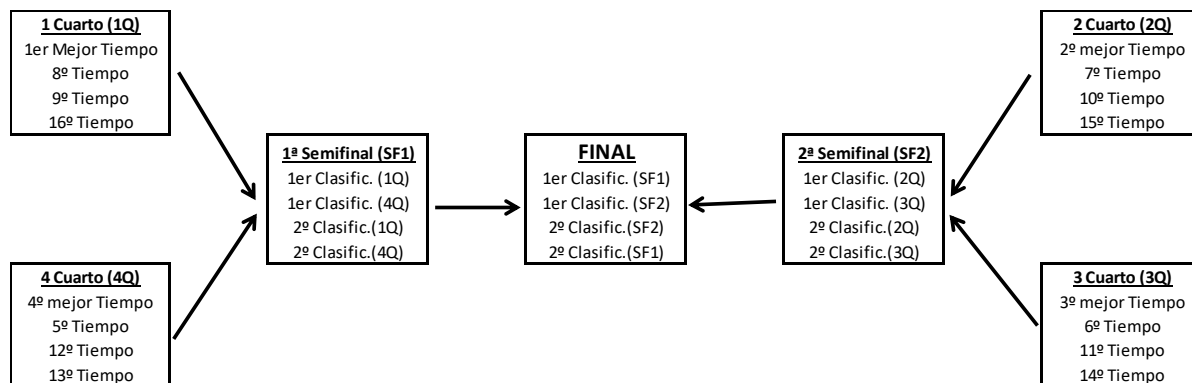 1 Cuarto (1Q)
1er Mejor Tiempo
8º Tiempo
9º Tiempo
16º Tiempo
2 Cuarto (2Q)
2º mejor Tiempo
7º Tiempo
10º Tiempo
15º Tiempo
1ª Semifinal (SF1)
1er Clasific. (1Q)
1er Clasific. (4Q)
2º Clasific.(1Q)
2º Clasific.(4Q)
FINAL
1er Clasific. (SF1)
1er Clasific. (SF2)
2º Clasific.(SF2)
2º Clasific.(SF1)
2ª Semifinal (SF2)
1er Clasific. (2Q)
1er Clasific. (3Q)
2º Clasific.(2Q)
2º Clasific.(3Q)
4 Cuarto (4Q)
4º mejor Tiempo
5º Tiempo
12º Tiempo
13º Tiempo
3 Cuarto (3Q)
3º mejor Tiempo
6º Tiempo
11º Tiempo
14º Tiempo